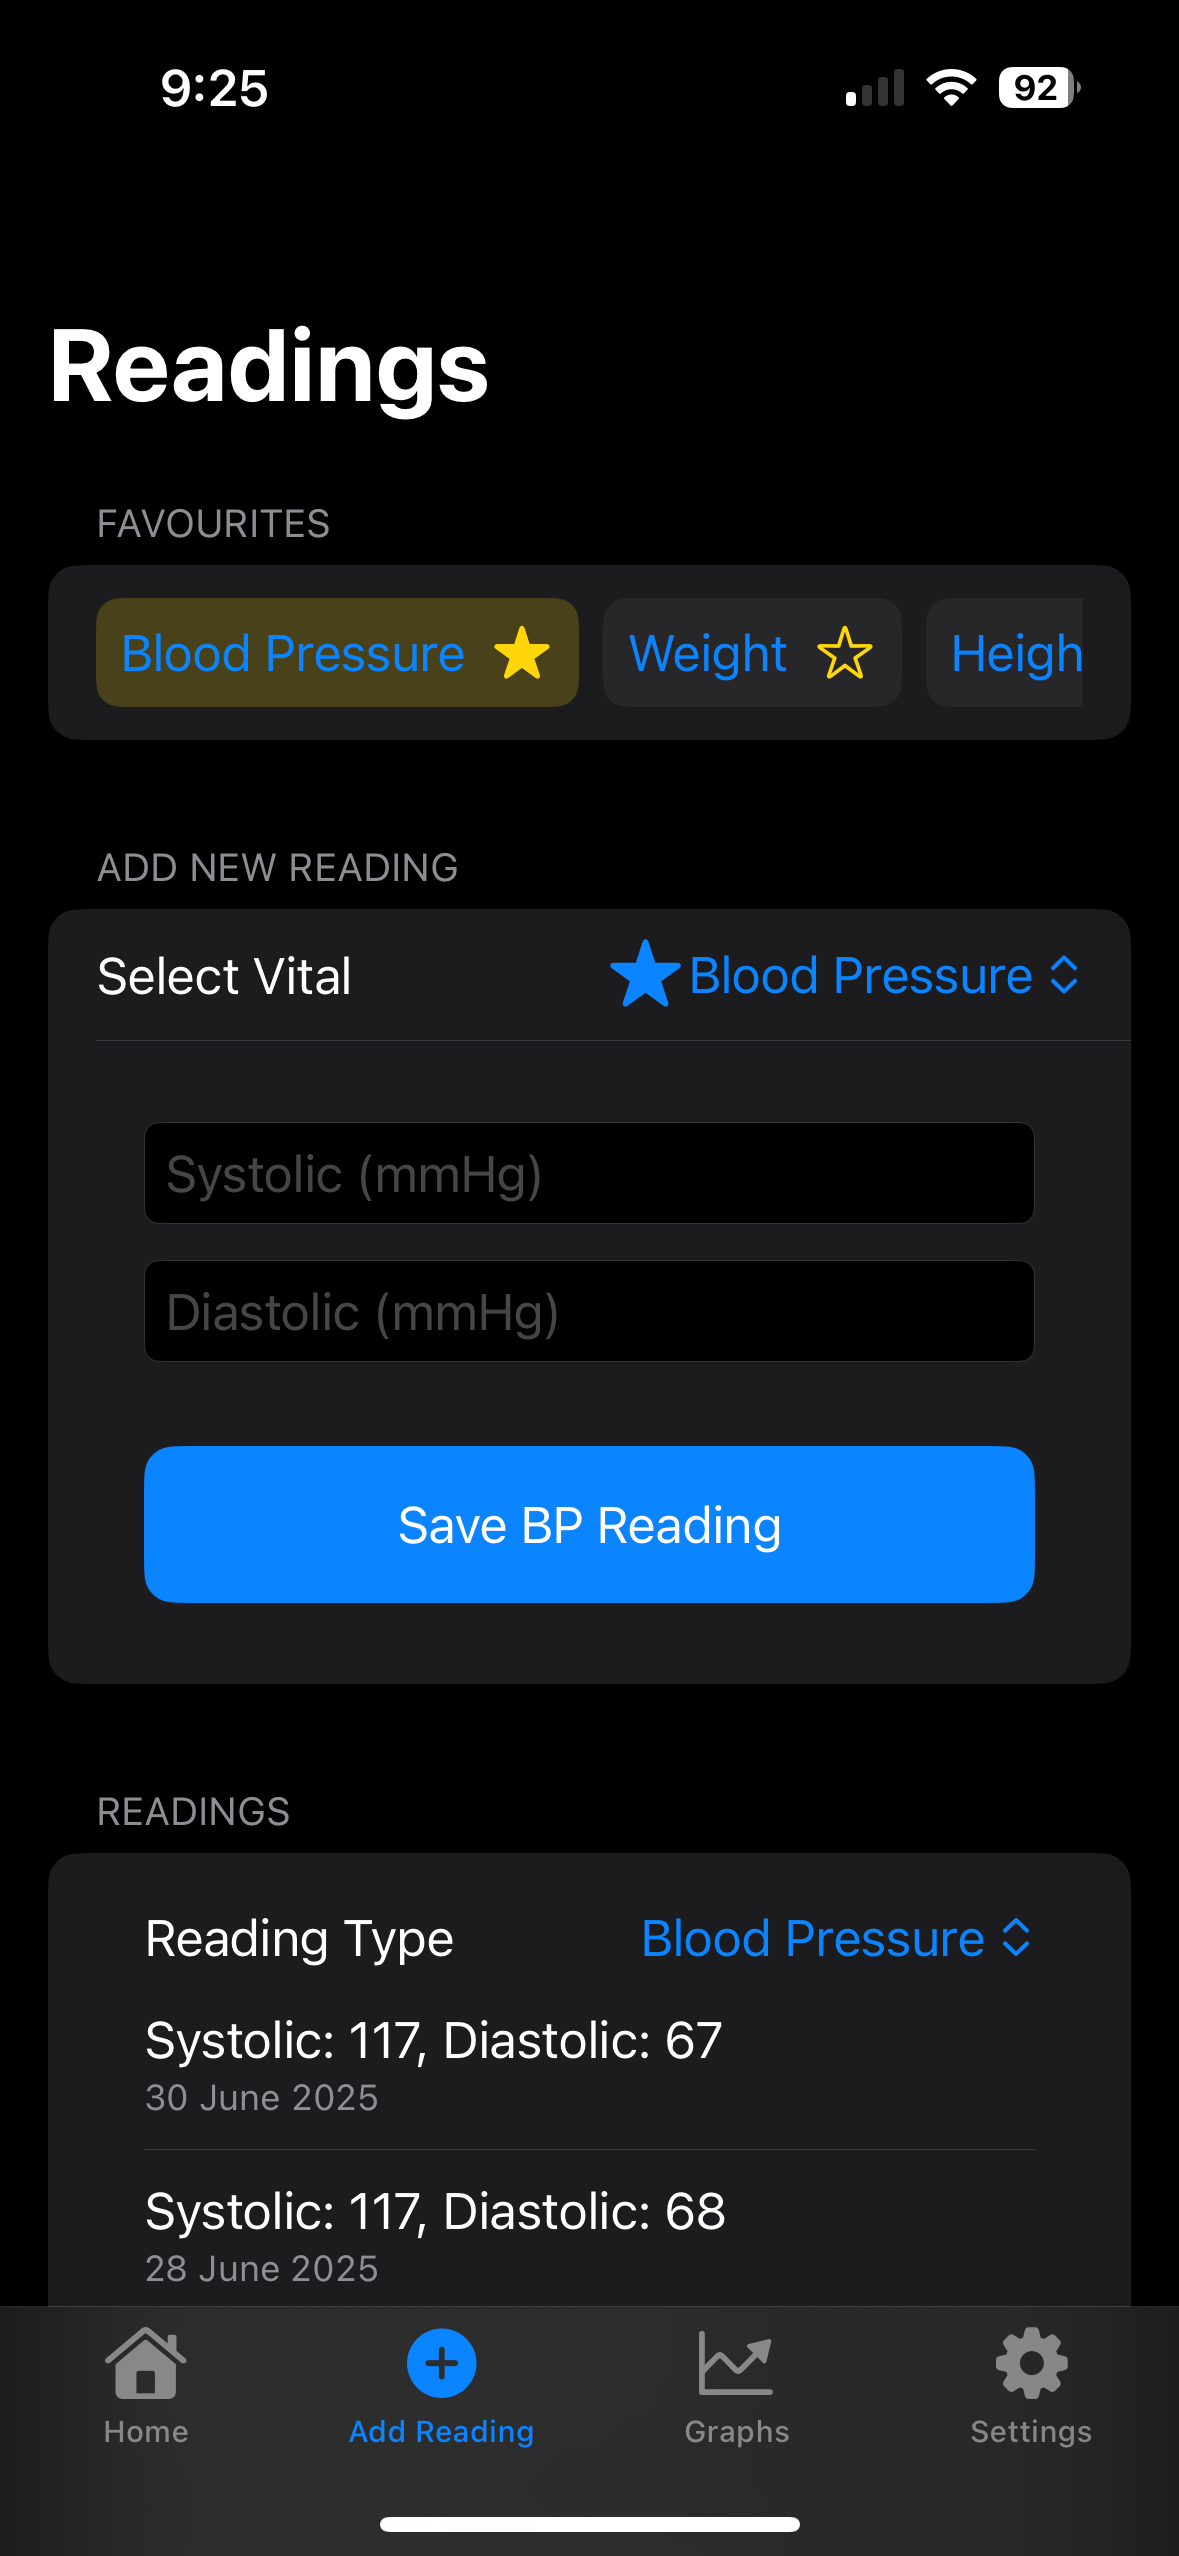 9:25
92
Readings
FAVOURITES
Blood Pressure
Weight
Heigh
ADD NEW READING
Select Vital
Blood Pressure
Systolic (mmHg)
Diastolic (mmHg)
Save BP Reading
READINGS
Reading Type
Blood Pressure
Systolic: 117, Diastolic: 67
30 June 2025
Systolic: 117, Diastolic: 68
28 June 2025
Home
Add Reading
Graphs
Settings